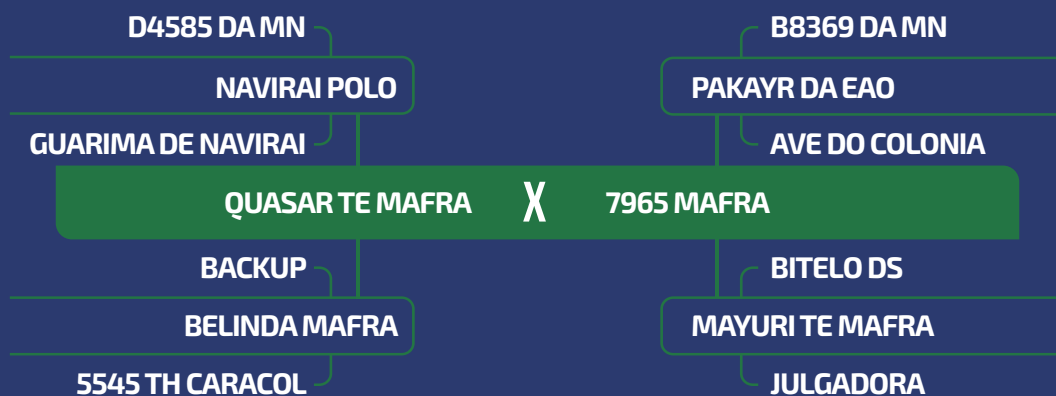 D4585 DA MN B8369 DA MN
NAVIRAI POLO PAKAYR DA EAO
GUARIMA DE NAVIRAI AVE DO COLONIA
QUASAR TE MAFRA X 7965 MAFRA
BACKUP BITELO DS
BELINDA MAFRA MAYURI TE MAFRA
5545 TH CARACOL JULGADORA